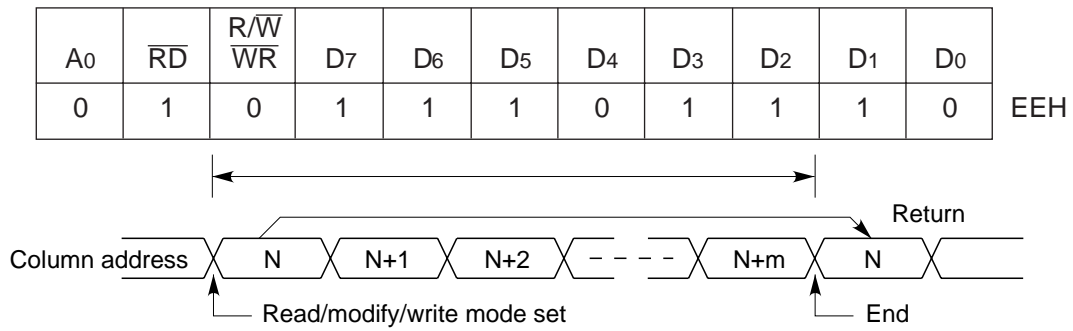 R/W
A0 RD WR D7 D6 D5 D4 D3 D2 D1 D0
0 1 0 1 1 1 0 1 1 1 0 EEH
Return
Column address N N+1 N+2 N+m N
Read/modify/write mode set End